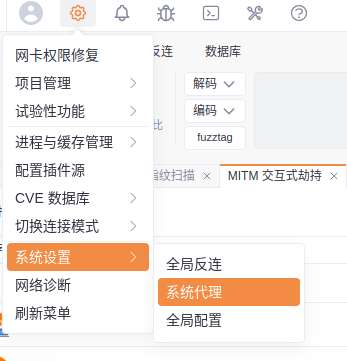 网卡权限修复
反连
数据库
项目管理
解码
试验性功能
编码
比
进程与缓存管理
fuzztag
配置插件源
指纹扫描
MITM 交互式劫持
CVE 数据库
切换连接模式
系统设置
全局反连
网络诊断
系统代理
刷新菜单
全局配置